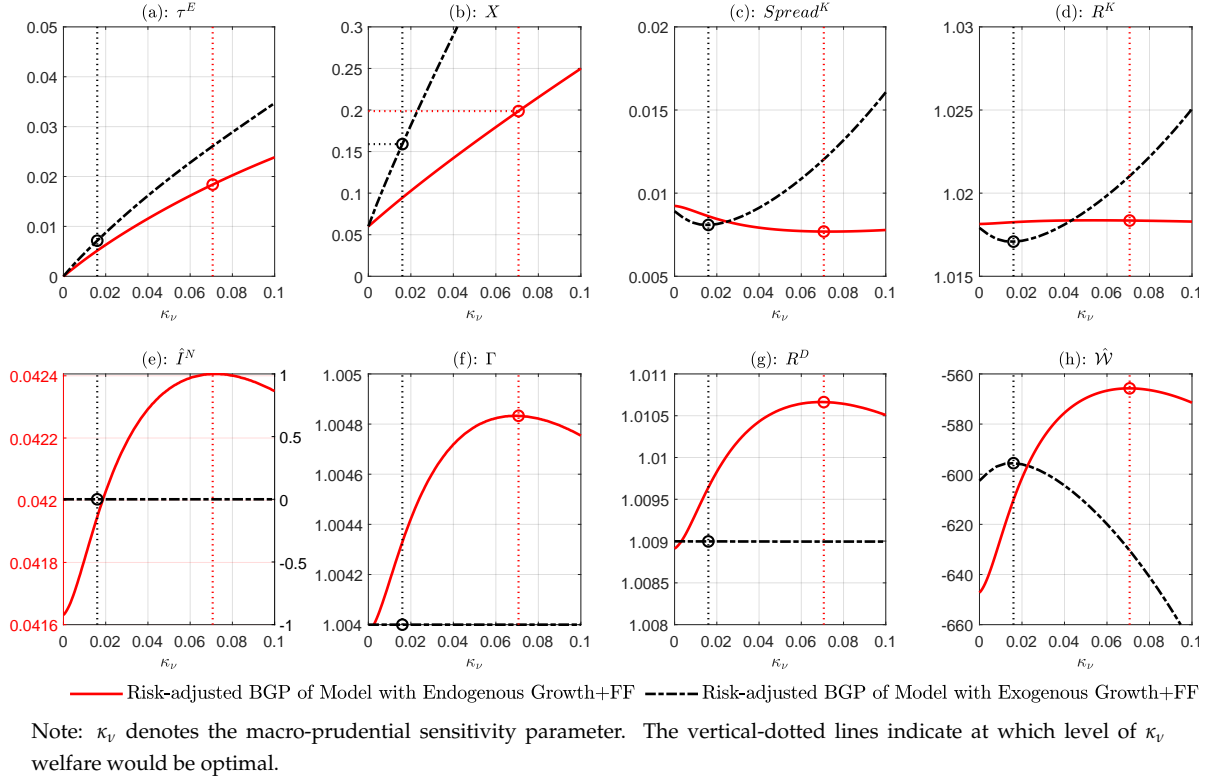 (a): τ^E
(b): X
(c): Spread^K
(d): R^K
0.05
0.04
0.03
0.02
0.01
0
0.3
0.25
0.2
0.15
0.1
0.05
0
0.02
0.015
0.01
0.005
1.03
1.025
1.02
1.015
0 0.02 0.04 0.06 0.08 0.1
0 0.02 0.04 0.06 0.08 0.1
0 0.02 0.04 0.06 0.08 0.1
0 0.02 0.04 0.06 0.08 0.1
κ_ν
κ_ν
κ_ν
κ_ν
(e): Î^N
(f): Γ
(g): R^D
(h): 𝒲̂
0.0424
0.0422
0.042
0.0418
0.0416
1
0.5
0
-0.5
-1
1.005
1.0048
1.0046
1.0044
1.0042
1.004
1.011
1.0105
1.01
1.0095
1.009
1.0085
1.008
-560
-580
-600
-620
-640
-660
0 0.02 0.04 0.06 0.08 0.1
0 0.02 0.04 0.06 0.08 0.1
0 0.02 0.04 0.06 0.08 0.1
0 0.02 0.04 0.06 0.08 0.1
κ_ν
κ_ν
κ_ν
κ_ν
Risk-adjusted BGP of Model with Endogenous Growth+FF
Risk-adjusted BGP of Model with Exogenous Growth+FF
Note: κ_ν denotes the macro-prudential sensitivity parameter. The vertical-dotted lines indicate at which level of κ_ν
welfare would be optimal.